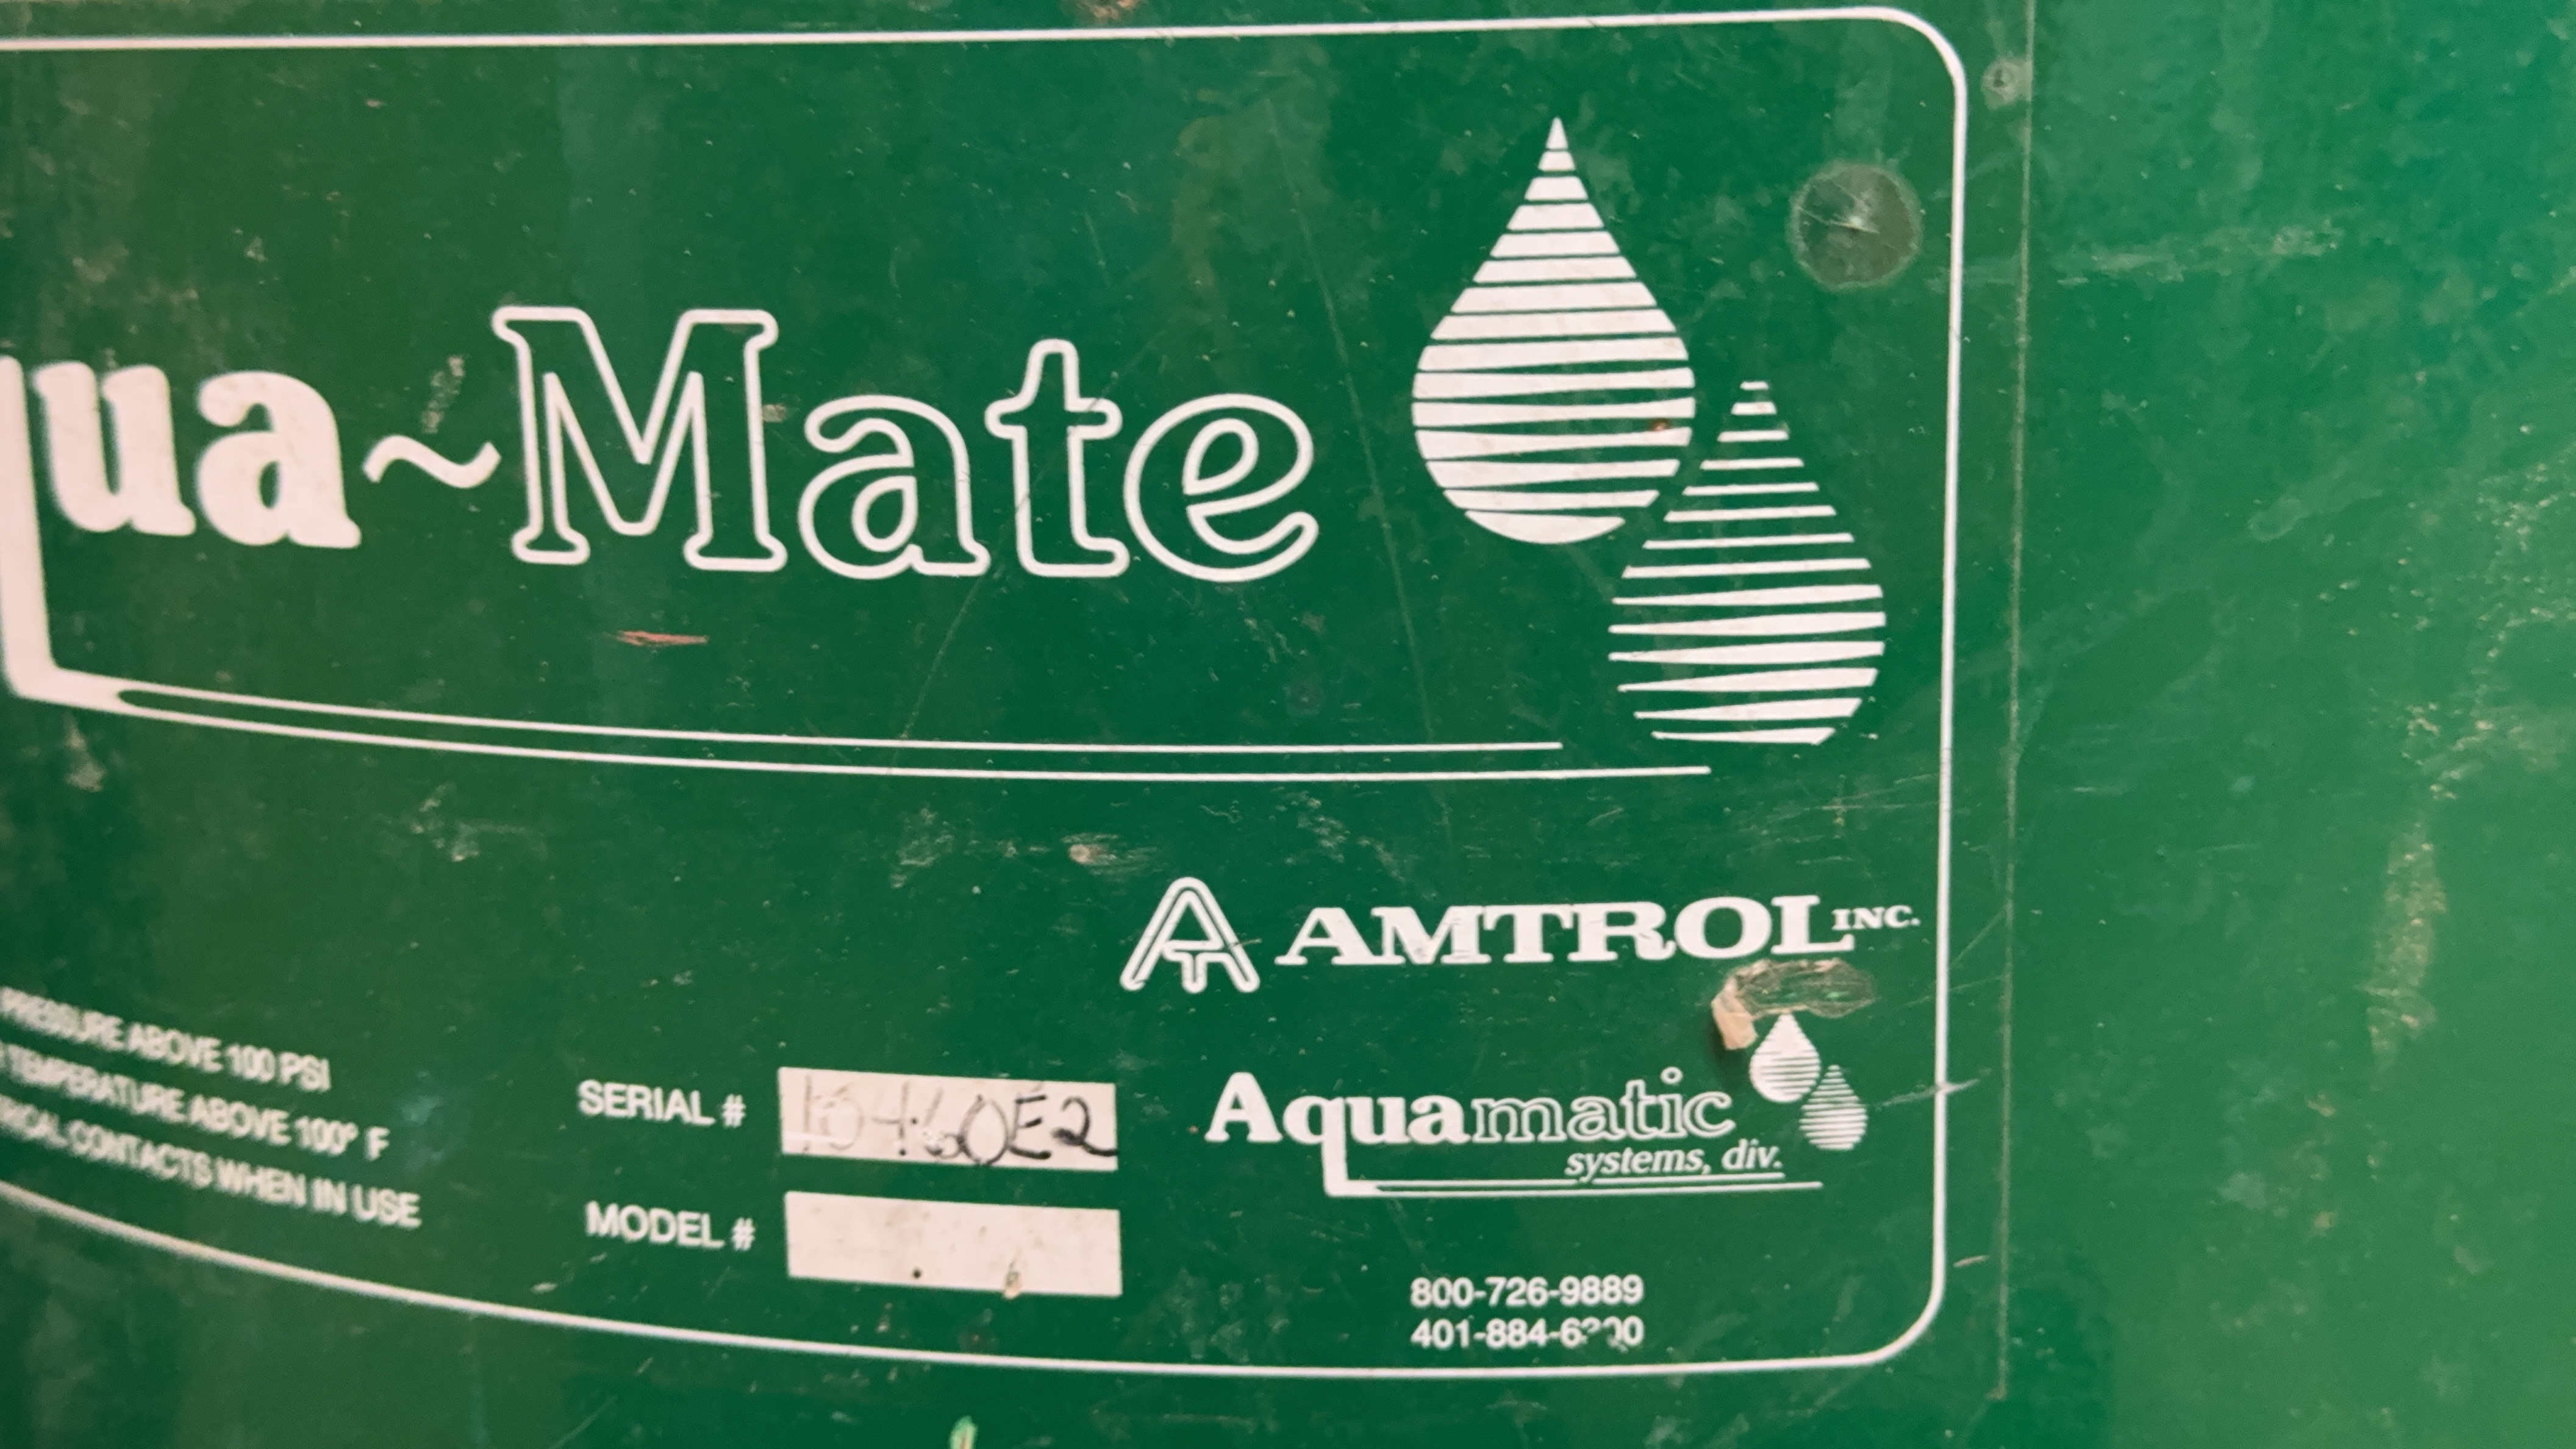 ua~Mate
AMTROL INC.
PRESSURE ABOVE 100 PSI
TEMPERATURE ABOVE 100° F
CONTACTS WHEN IN USE
SERIAL #
MODEL #
Aquamatic
systems, div.
800-726-9889